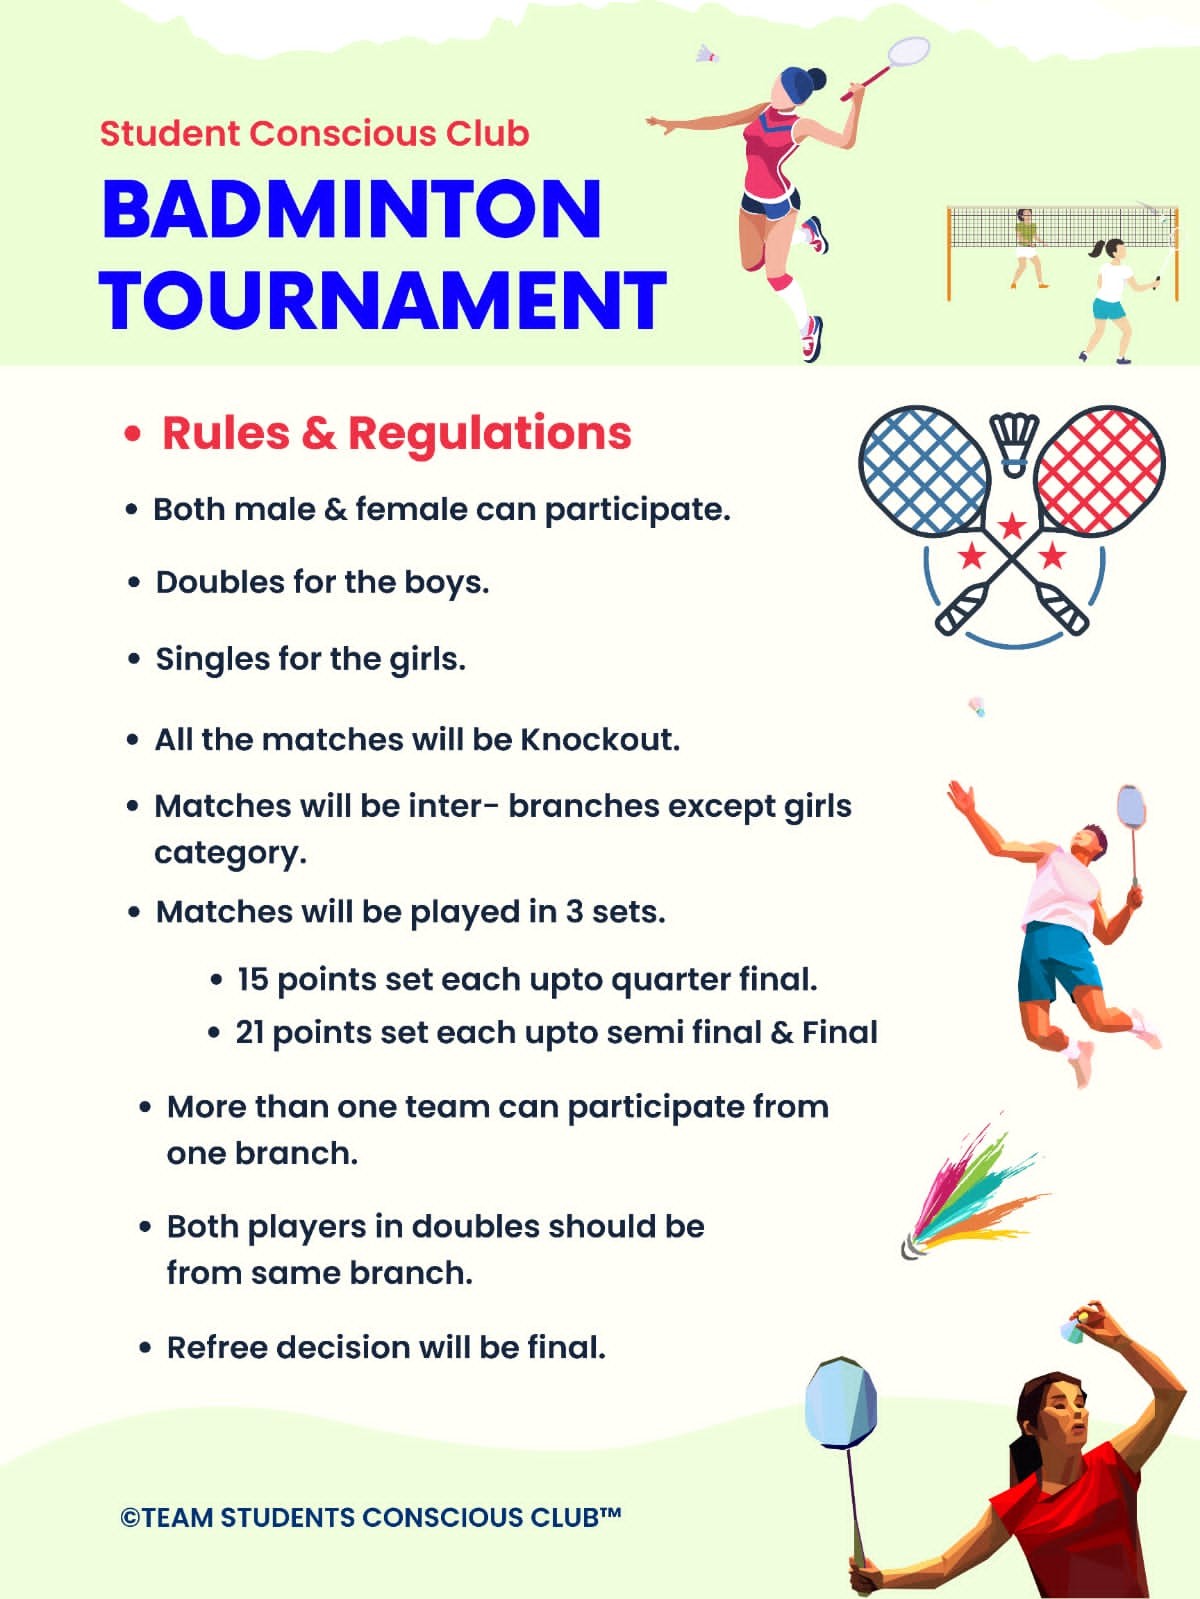 Student Conscious Club
BADMINTON
TOURNAMENT
• Rules & Regulations
• Both male & female can participate.
• Doubles for the boys.
• Singles for the girls.
• All the matches will be Knockout.
• Matches will be inter- branches except girls
category.
• Matches will be played in 3 sets.
• 15 points set each upto quarter final.
• 21 points set each upto semi final & Final
• More than one team can participate from
one branch.
• Both players in doubles should be
from same branch.
• Refree decision will be final.
©TEAM STUDENTS CONSCIOUS CLUB™